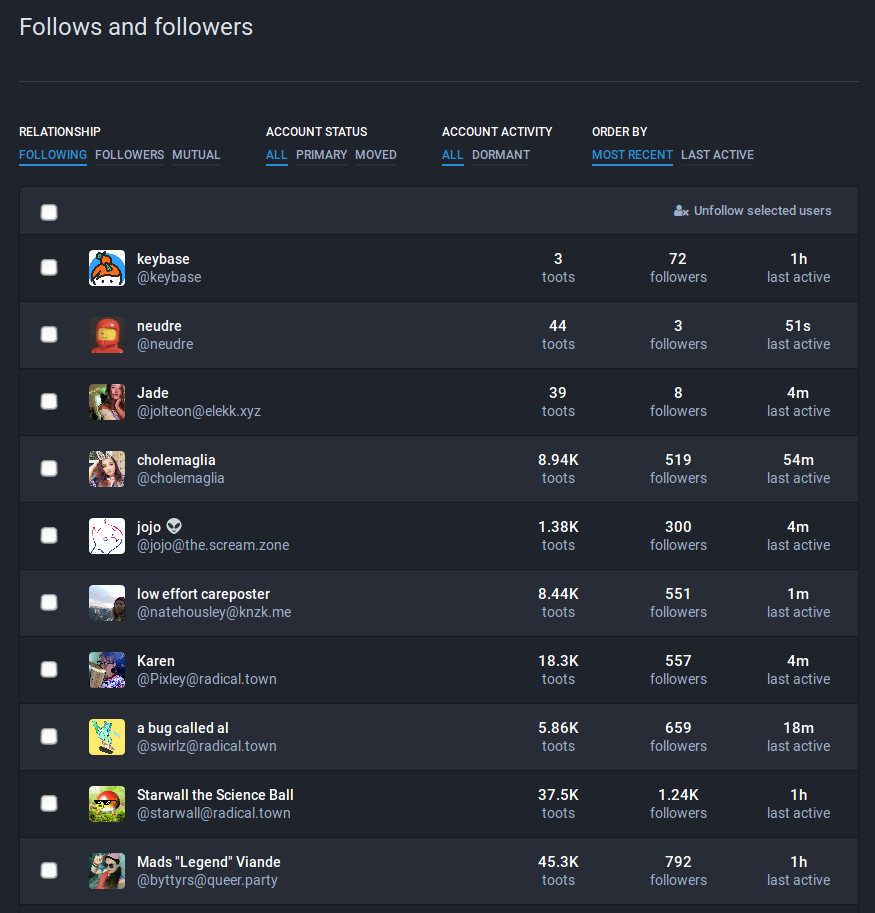 Follows and followers
RELATIONSHIP ACCOUNT STATUS ACCOUNT ACTIVITY ORDER BY
FOLLOWING FOLLOWERS MUTUAL ALL PRIMARY MOVED ALL DORMANT MOST RECENT LAST ACTIVE
Unfollow selected users
keybase 3 72 1h
@keybase toots followers last active
neudre 44 3 51s
@neudre toots followers last active
Jade 39 8 4m
@jolteon@elekk.xyz toots followers last active
cholemaglia 8.94K 519 54m
@cholemaglia toots followers last active
jojo 👽 1.38K 300 4m
@jojo@the.scream.zone toots followers last active
low effort careposter 8.44K 551 1m
@natehousley@knzk.me toots followers last active
Karen 18.3K 557 4m
@Pixley@radical.town toots followers last active
a bug called al 5.86K 659 18m
@swirlz@radical.town toots followers last active
Starwall the Science Ball 37.5K 1.24K 1h
@starwall@radical.town toots followers last active
Mads "Legend" Viande 45.3K 792 1h
@byttyrs@queer.party toots followers last active